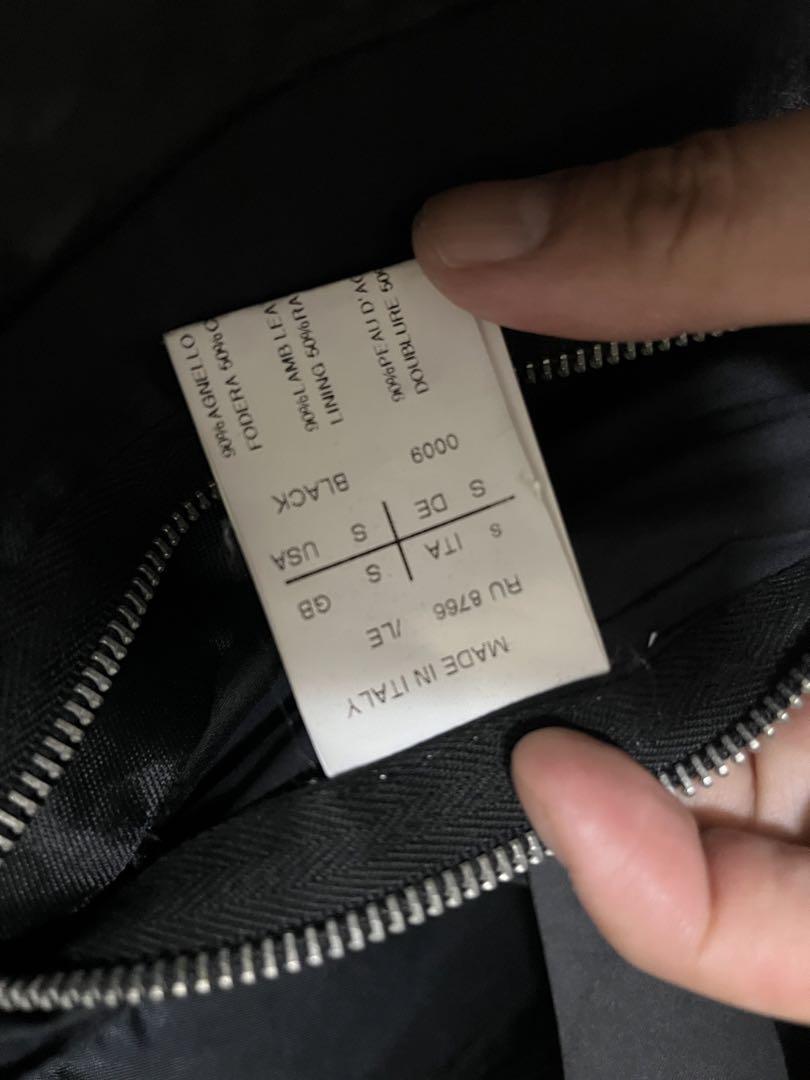 MADE IN ITALY
RU 8766 /LE
s ITA S GB
S DE S USA
0009 BLACK
90%AGNELLO
FODERA 50%
90%LAMB LEA
LINING 50%RA
90%PEAU D'A
DOUBLURE 50